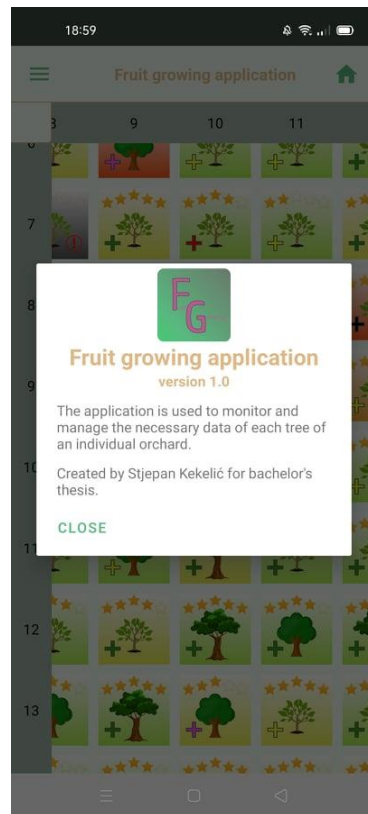 18:59
Fruit growing application
8 9 10 11
6
7
8
FG
Fruit growing application
version 1.0
9
The application is used to monitor and
manage the necessary data of each tree of
an individual orchard.
10
Created by Stjepan Kekelić for bachelor's
thesis.
CLOSE
11
12
13